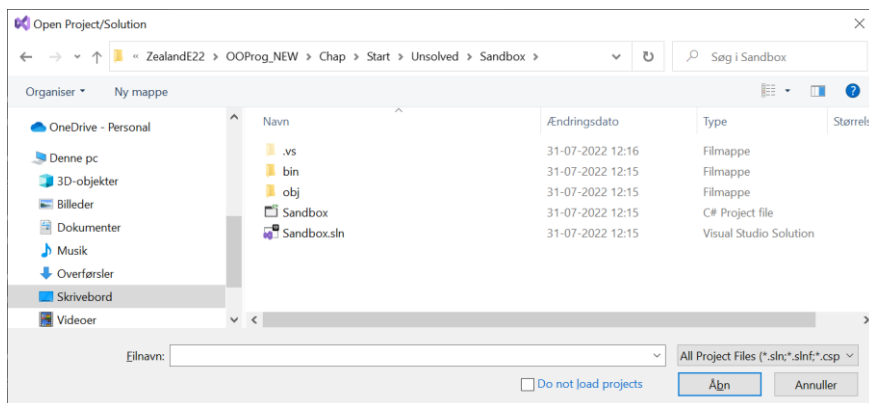 Open Project/Solution
« ZealandE22 > OOProg_NEW > Chap > Start > Unsolved > Sandbox >
Søg i Sandbox
Organiser
Ny mappe
Navn
Ændringsdato
Type
Størrels
OneDrive - Personal
Denne pc
3D-objekter
Billeder
Dokumenter
Musik
Overførsler
Skrivebord
Videoer
.vs 31-07-2022 12:16 Filmappe
bin 31-07-2022 12:15 Filmappe
obj 31-07-2022 12:15 Filmappe
Sandbox 31-07-2022 12:15 C# Project file
Sandbox.sln 31-07-2022 12:15 Visual Studio Solution
Filnavn:
All Project Files (*.sln;*.slnf;*.csp
Do not load projects
Åbn
Annuller